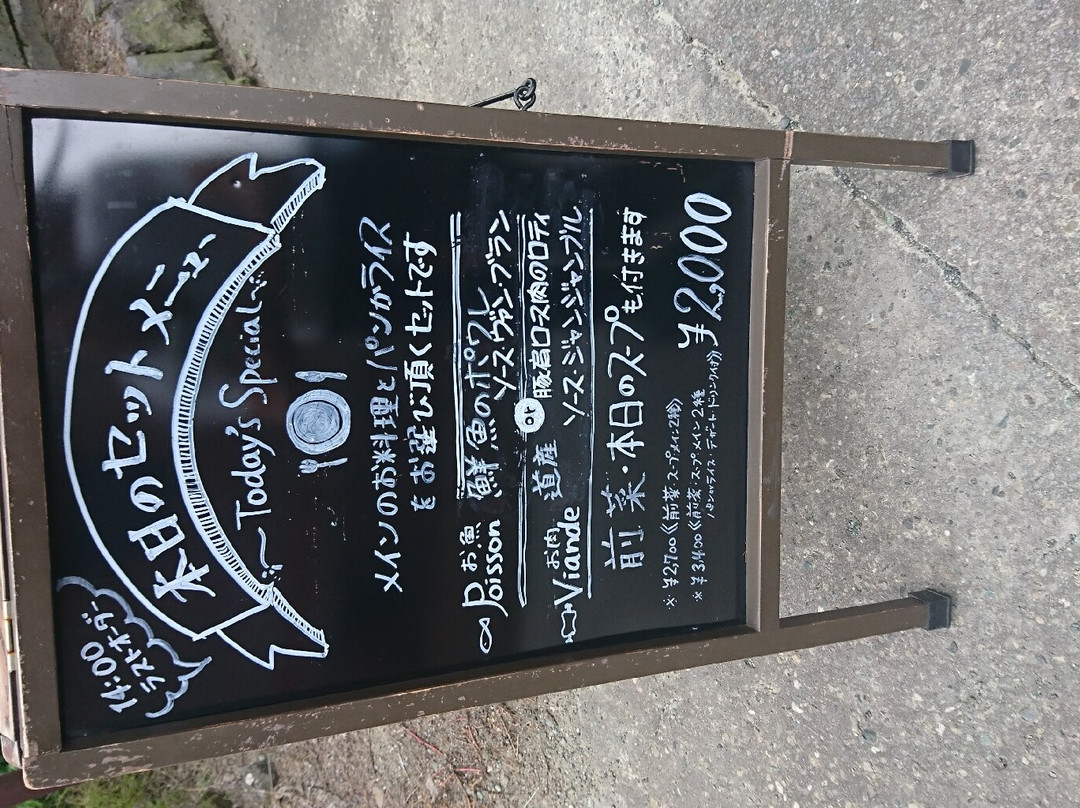 14:00
ラストオーダー
本日のセットメニュー
～Today's Special～
メインのお料理とパンかライス
をお選び頂くセットです
お魚
Poisson 鮮魚のポワレ
ソース・ヴァン・ブラン
or
お肉
Viande 道産 豚肩ロース肉のロティ
ソース・ジャンジャンブル
前菜・本日のスープも付きます
¥2,000
※¥2,700《前菜・スープ・メイン2種》
※¥3,400《前菜・スープ・メイン2種
パンorライス・デザート・ドリンク付》